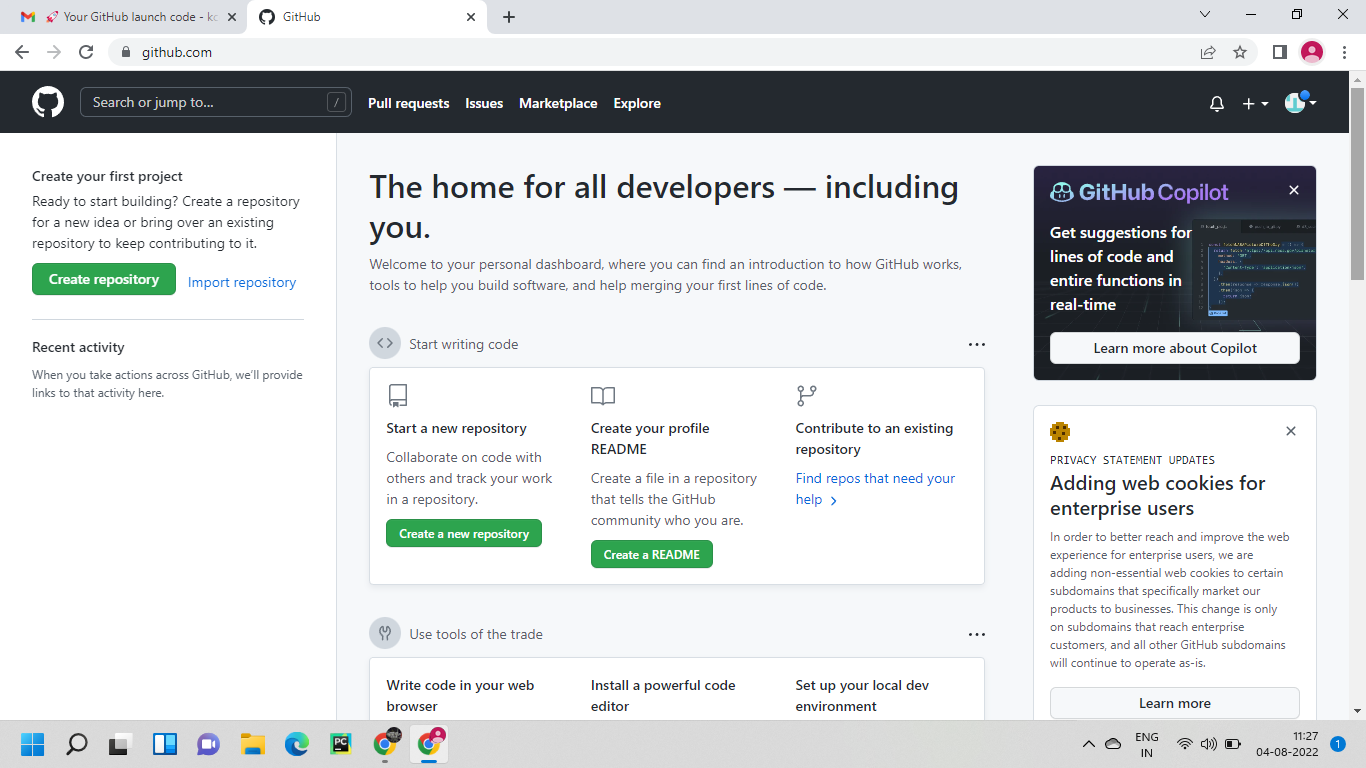 🚀 Your GitHub launch code - kc
GitHub
github.com
Search or jump to...
/
Pull requests
Issues
Marketplace
Explore
Create your first project
Ready to start building? Create a repository
for a new idea or bring over an existing
repository to keep contributing to it.
Create repository
Import repository
Recent activity
When you take actions across GitHub, we'll provide
links to that activity here.
The home for all developers — including
you.
Welcome to your personal dashboard, where you can find an introduction to how GitHub works,
tools to help you build software, and help merging your first lines of code.
Start writing code
Start a new repository
Collaborate on code with
others and track your work
in a repository.
Create a new repository
Create your profile
README
Create a file in a repository
that tells the GitHub
community who you are.
Create a README
Contribute to an existing
repository
Find repos that need your
help
Use tools of the trade
Write code in your web
browser
Install a powerful code
editor
Set up your local dev
environment
GitHub Copilot
Get suggestions for
lines of code and
entire functions in
real-time
Learn more about Copilot
PRIVACY STATEMENT UPDATES
Adding web cookies for
enterprise users
In order to better reach and improve the web
experience for enterprise users, we are
adding non-essential web cookies to certain
subdomains that specifically market our
products to businesses. This change is only
on subdomains that reach enterprise
customers, and all other GitHub subdomains
will continue to operate as-is.
Learn more
PC
ENG
IN
11:27
04-08-2022
1